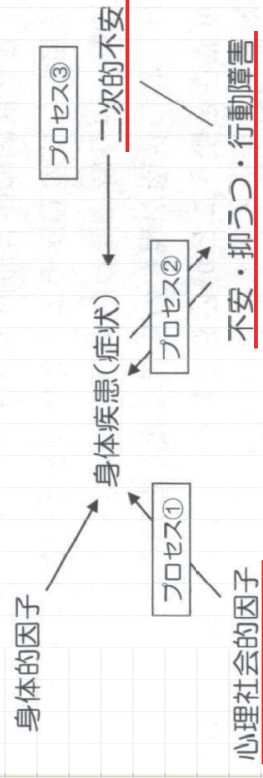 身体的因子
心理社会的因子
プロセス①
身体疾患(症状)
プロセス②
プロセス③
二次的不安
不安・抑うつ・行動障害